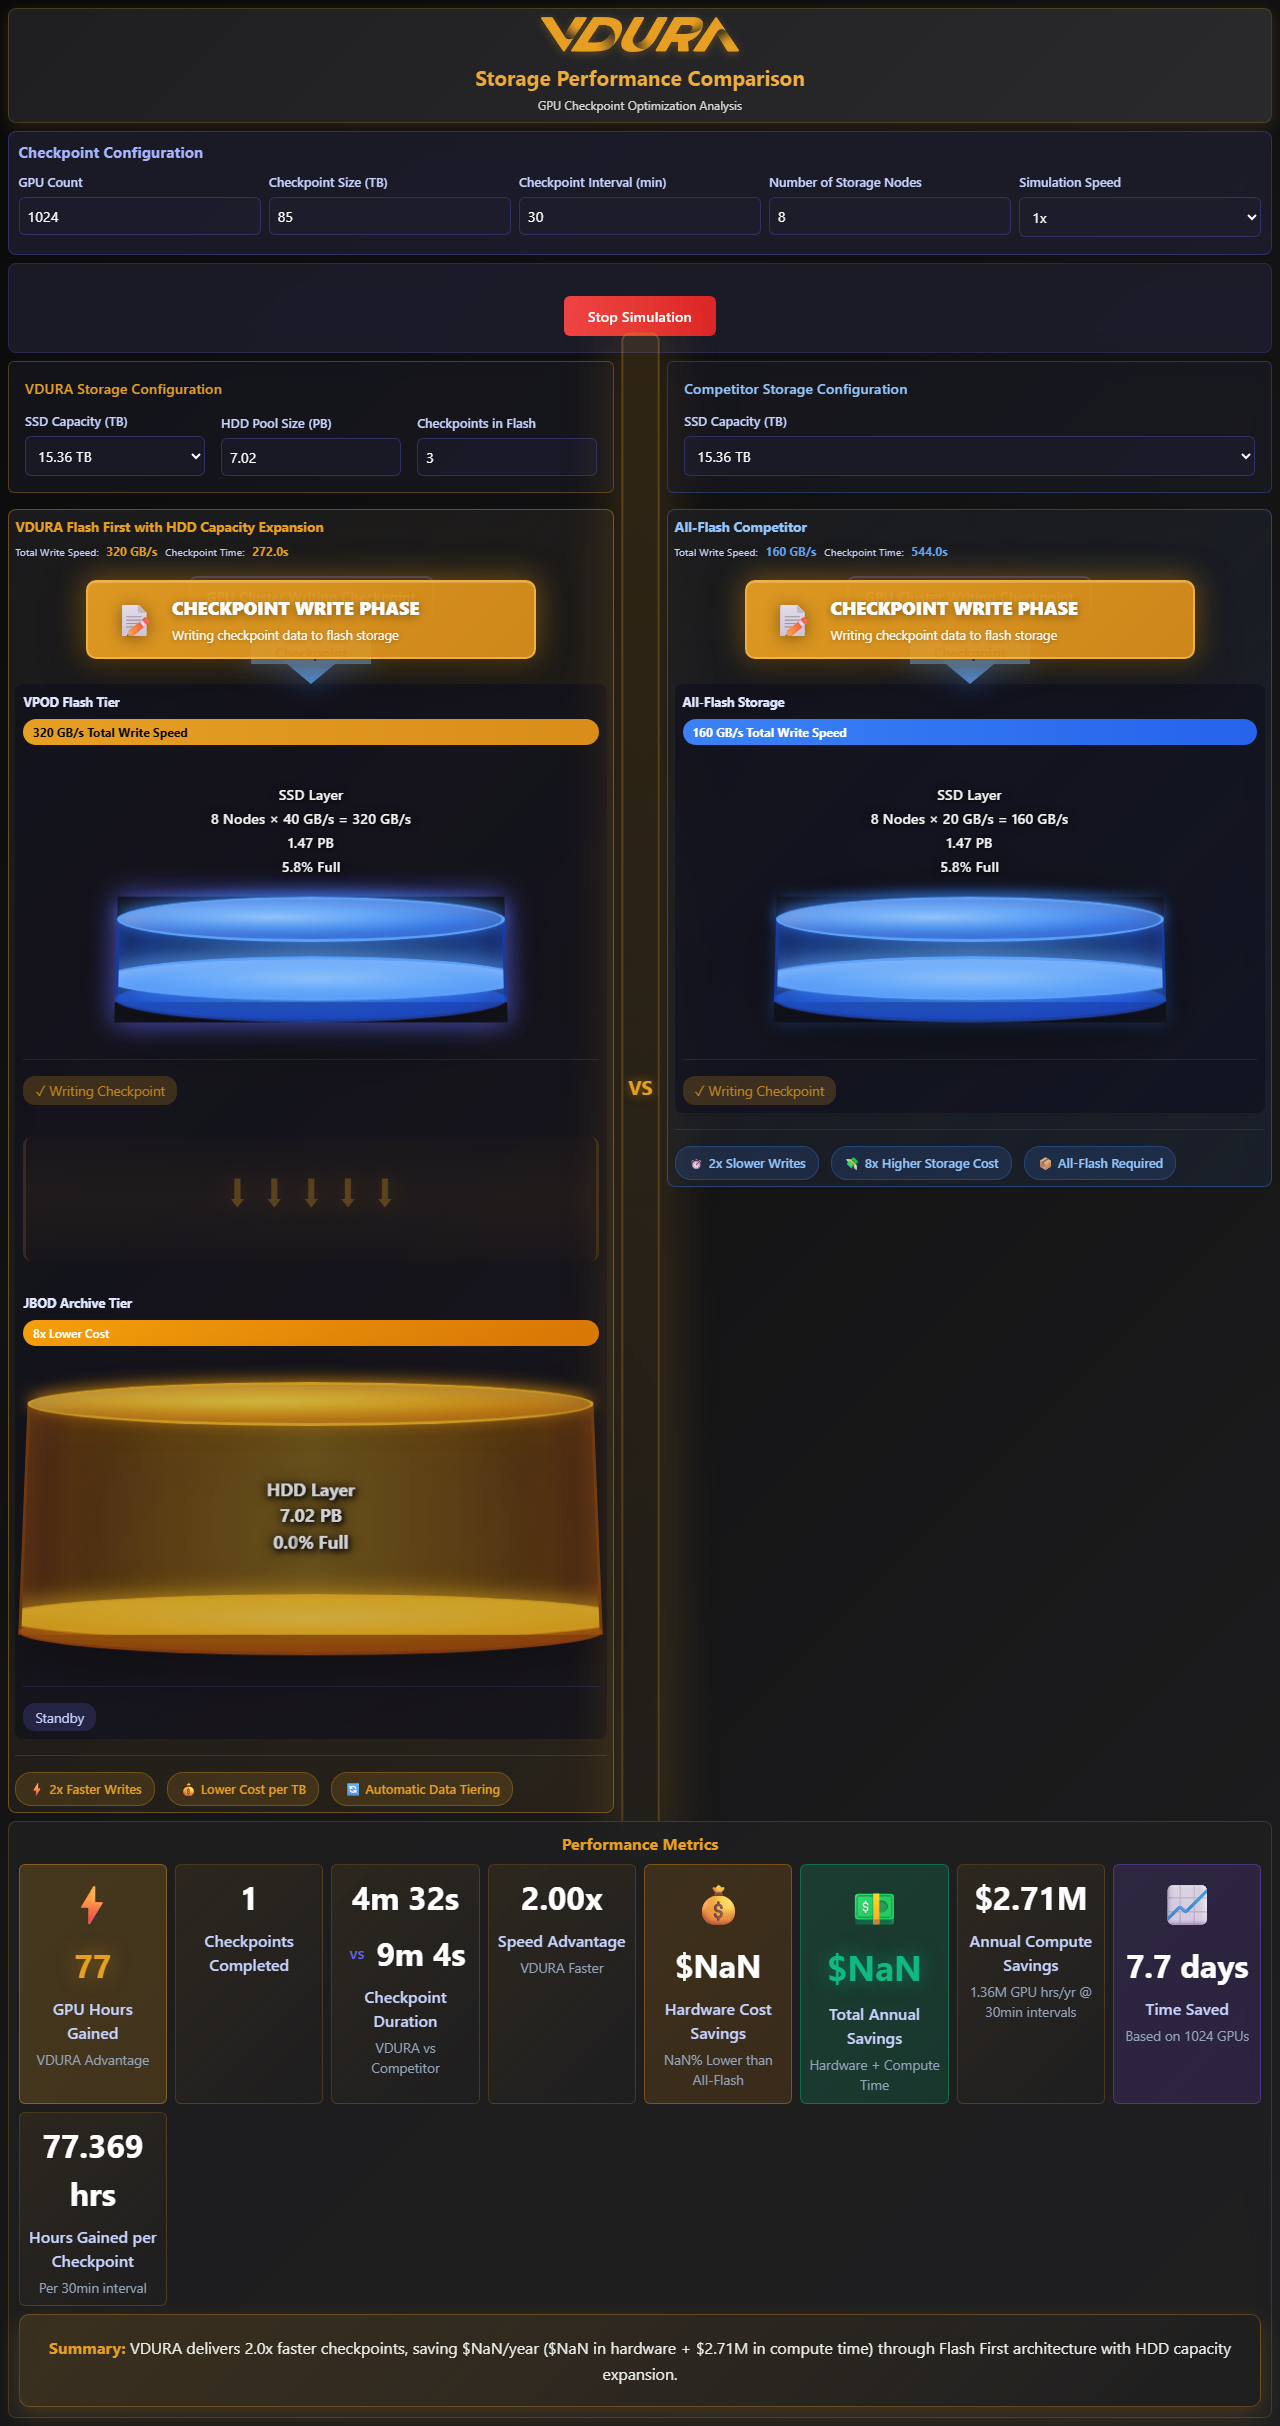 VDURA
Storage Performance Comparison
GPU Checkpoint Optimization Analysis
Checkpoint Configuration
GPU Count
1024
Checkpoint Size (TB)
85
Checkpoint Interval (min)
30
Number of Storage Nodes
8
Simulation Speed
1x
Stop Simulation
VDURA Storage Configuration
SSD Capacity (TB)
15.36 TB
HDD Pool Size (PB)
7.02
Checkpoints in Flash
3
Competitor Storage Configuration
SSD Capacity (TB)
15.36 TB
VDURA Flash First with HDD Capacity Expansion
Total Write Speed: 320 GB/s Checkpoint Time: 272.0s
GPU Cluster Writing Checkpoint
CHECKPOINT WRITE PHASE
Writing checkpoint data to flash storage
Checkpoint
VPOD Flash Tier
320 GB/s Total Write Speed
SSD Layer
8 Nodes × 40 GB/s = 320 GB/s
1.47 PB
5.8% Full
✓ Writing Checkpoint
JBOD Archive Tier
8x Lower Cost
HDD Layer
7.02 PB
0.0% Full
Standby
2x Faster Writes
Lower Cost per TB
Automatic Data Tiering
VS
All-Flash Competitor
Total Write Speed: 160 GB/s Checkpoint Time: 544.0s
GPU Cluster Writing Checkpoint
CHECKPOINT WRITE PHASE
Writing checkpoint data to flash storage
Checkpoint
All-Flash Storage
160 GB/s Total Write Speed
SSD Layer
8 Nodes × 20 GB/s = 160 GB/s
1.47 PB
5.8% Full
✓ Writing Checkpoint
2x Slower Writes
8x Higher Storage Cost
All-Flash Required
Performance Metrics
77
GPU Hours
Gained
VDURA Advantage
1
Checkpoints
Completed
4m 32s
vs 9m 4s
Checkpoint
Duration
VDURA vs
Competitor
2.00x
Speed Advantage
VDURA Faster
$NaN
Hardware Cost
Savings
NaN% Lower than
All-Flash
$NaN
Total Annual
Savings
Hardware + Compute
Time
$2.71M
Annual Compute
Savings
1.36M GPU hrs/yr @
30min intervals
7.7 days
Time Saved
Based on 1024 GPUs
77.369
hrs
Hours Gained per
Checkpoint
Per 30min interval
Summary: VDURA delivers 2.0x faster checkpoints, saving $NaN/year ($NaN in hardware + $2.71M in compute time) through Flash First architecture with HDD capacity
expansion.